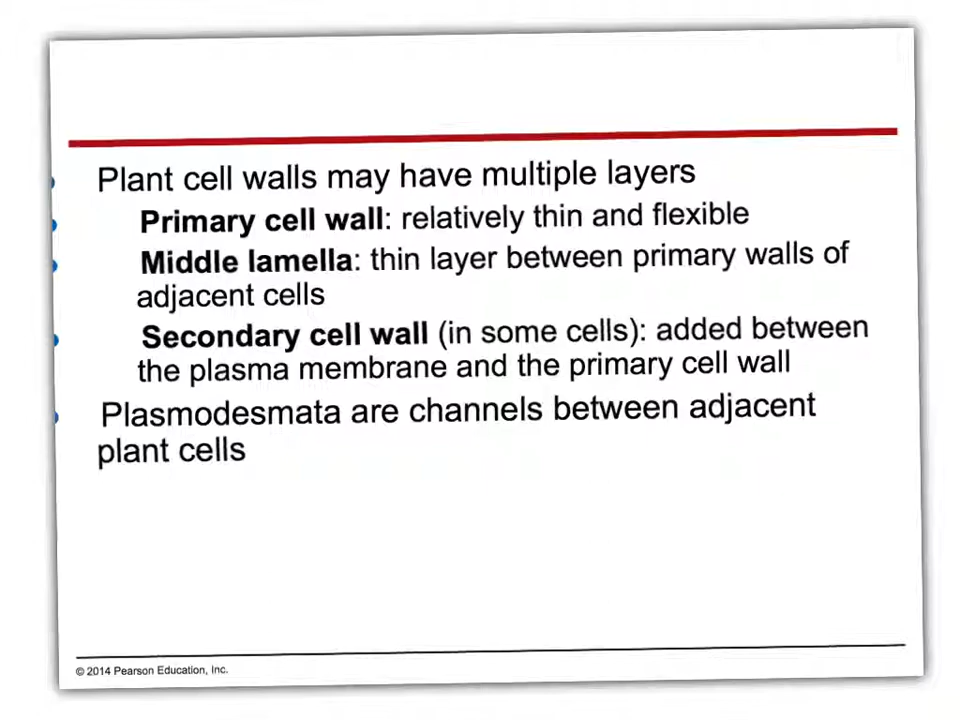 Plant cell walls may have multiple layers
Primary cell wall: relatively thin and flexible
Middle lamella: thin layer between primary walls of
adjacent cells
Secondary cell wall (in some cells): added between
the plasma membrane and the primary cell wall
Plasmodesmata are channels between adjacent
plant cells
© 2014 Pearson Education, Inc.